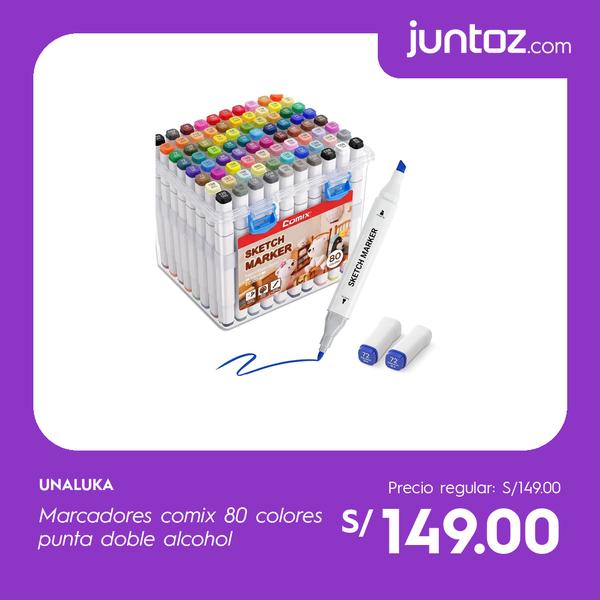 juntoz.com
Comix
SKETCH
MARKER
80
SKETCH MARKER
72
72
UNALUKA
Marcadores comix 80 colores
punta doble alcohol
Precio regular: S/149.00
S/149.00